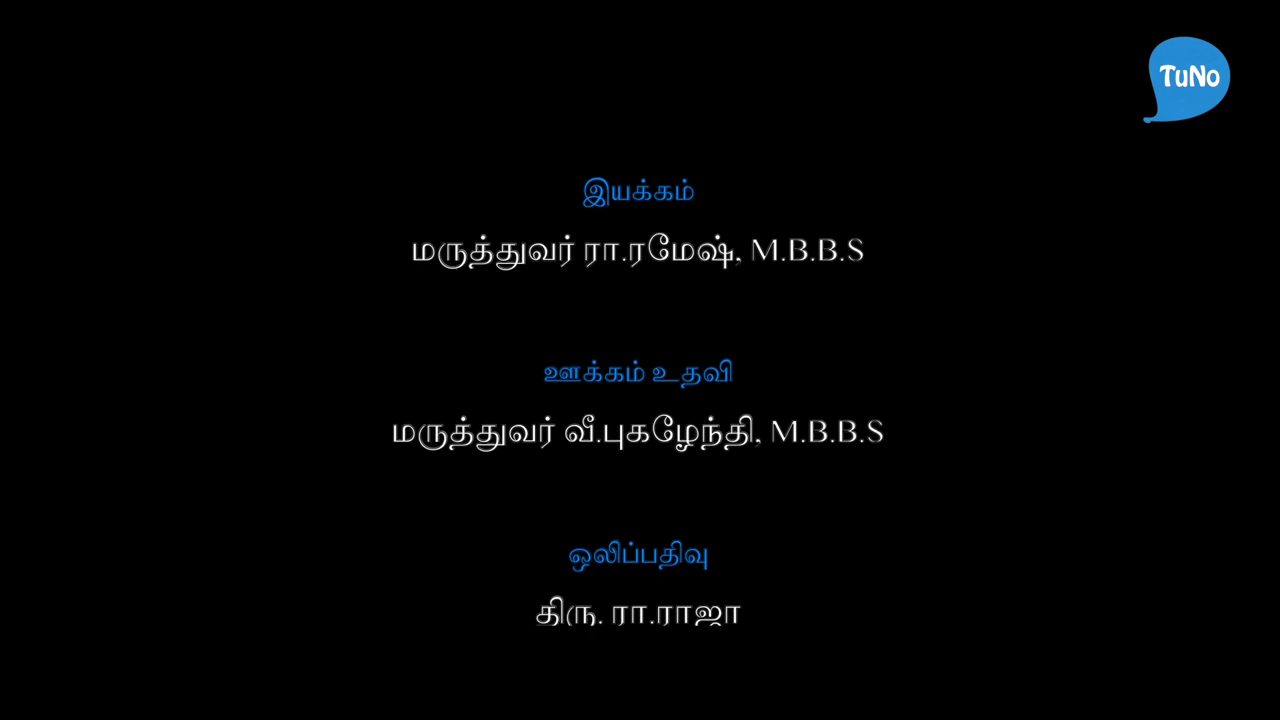 TuNo
இயக்கம்
மருத்துவர் ரா.ரமேஷ், M.B.B.S
ஊக்கம் உதவி
மருத்துவர் வீ.புகழேந்தி, M.B.B.S
ஒலிப்பதிவு
திரு. ரா.ராஜா